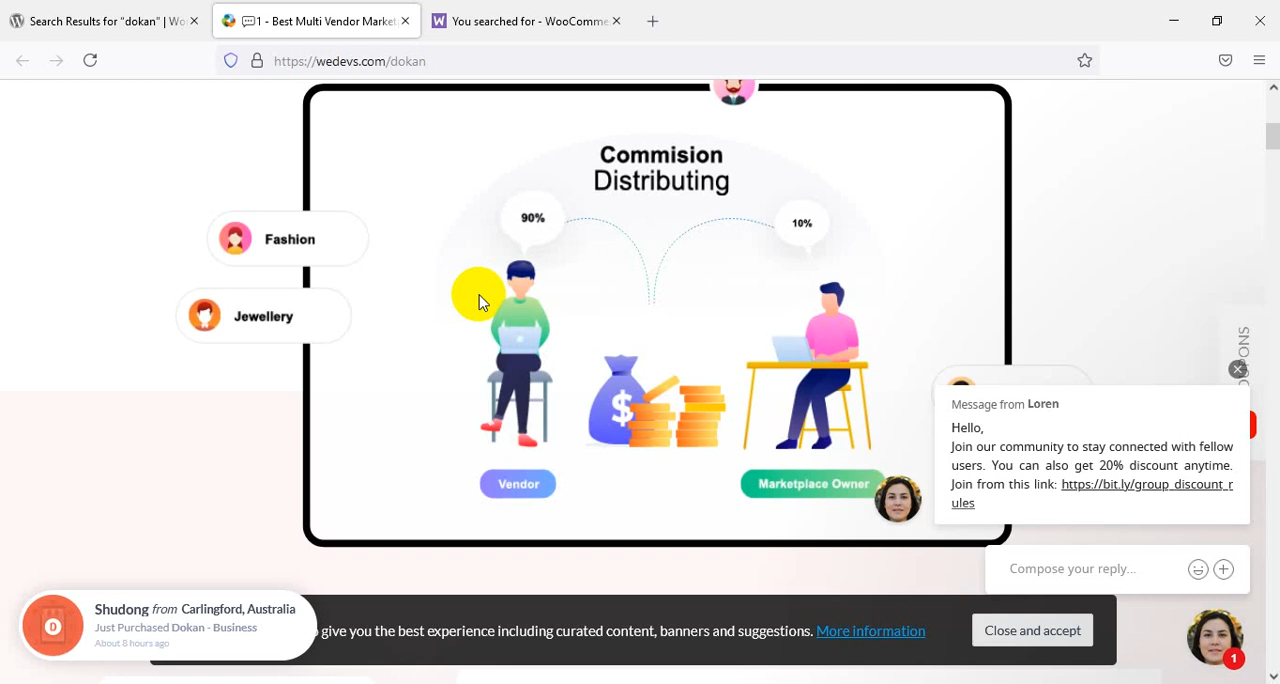 Search Results for "dokan" | Wo
1 - Best Multi Vendor Market
You searched for - WooComme
https://wedevs.com/dokan
Commision
Distributing
90%
10%
Fashion
Jewellery
Vendor
Marketplace Owner
Message from Loren
Hello,
Join our community to stay connected with fellow
users. You can also get 20% discount anytime.
Join from this link: https://bit.ly/group_discount_r
ules
Compose your reply...
Shudong from Carlingford, Australia
Just Purchased Dokan - Business
About 8 hours ago
give you the best experience including curated content, banners and suggestions. More information
Close and accept
1